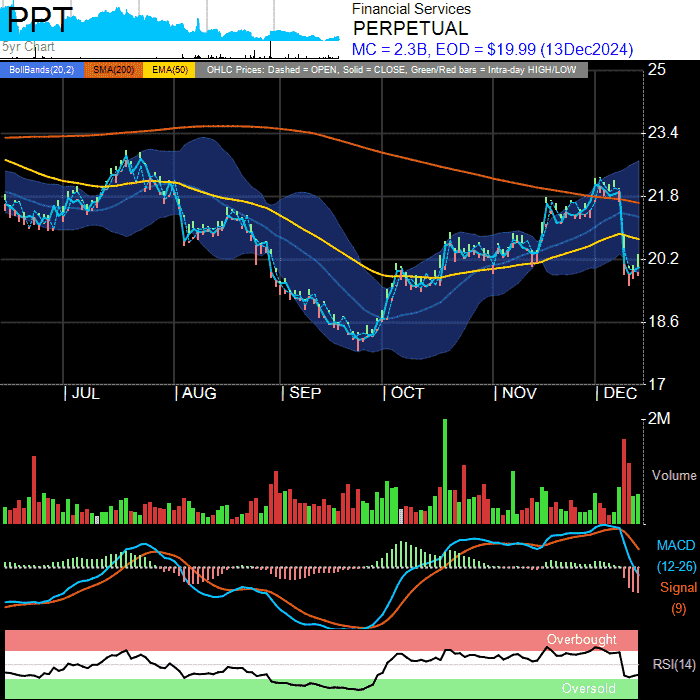 PPT
5yr Chart
Financial Services
PERPETUAL
MC = 2.3B, EOD = $19.99 (13Dec2024)
BollBands(20,2) SMA(200) EMA(50) OHLC Prices: Dashed = OPEN, Solid = CLOSE, Green/Red bars = Intra-day HIGH/LOW
25
23.4
21.8
20.2
18.6
17
JUL AUG SEP OCT NOV DEC
2M
Volume
MACD
(12-26)
Signal
(9)
Overbought
RSI(14)
Oversold